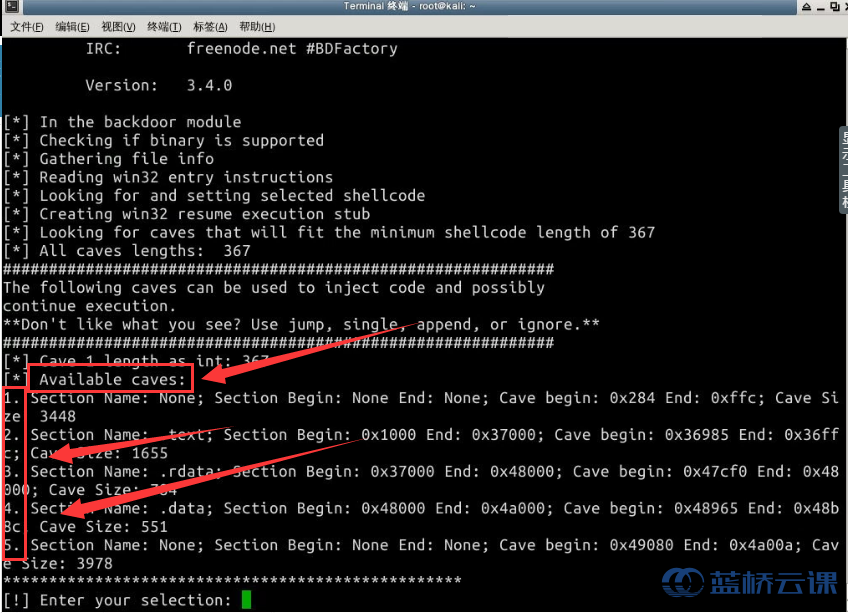 Terminal 终端 - root@kali: ~
文件(F) 编辑(E) 视图(V) 终端(T) 标签(A) 帮助(H)
IRC: freenode.net #BDFactory
Version: 3.4.0
[*] In the backdoor module
[*] Checking if binary is supported
[*] Gathering file info
[*] Reading win32 entry instructions
[*] Looking for and setting selected shellcode
[*] Creating win32 resume execution stub
[*] Looking for caves that will fit the minimum shellcode length of 367
[*] All caves lengths: 367
############################################################
The following caves can be used to inject code and possibly
continue execution.
**Don't like what you see? Use jump, single, append, or ignore.**
############################################################
[*] Cave 1 length as int: 367
[*] Available caves:
1. Section Name: None; Section Begin: None End: None; Cave begin: 0x284 End: 0xffc; Cave Si
ze 3448
2. Section Name: .text; Section Begin: 0x1000 End: 0x37000; Cave begin: 0x36985 End: 0x36ff
c; Cave Size: 1655
3. Section Name: .rdata; Section Begin: 0x37000 End: 0x48000; Cave begin: 0x47cf0 End: 0x48
000; Cave Size:
4. Section Name: .data; Section Begin: 0x48000 End: 0x4a000; Cave begin: 0x48965 End: 0x48b
8c Cave Size: 551
5. Section Name: None; Section Begin: None End: None; Cave begin: 0x49080 End: 0x4a00a; Cav
e Size: 3978
**************************************************
[!] Enter your selection:
蓝桥云课